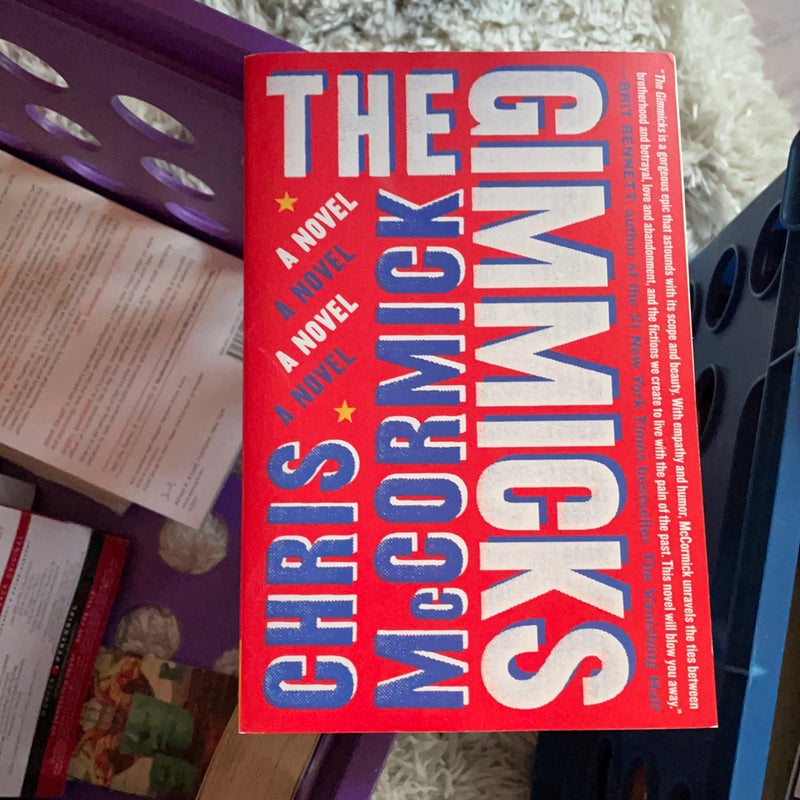 THE
GIMMICKS
A NOVEL
A NOVEL
A NOVEL
A NOVEL
CHRIS
McCORMICK
"The Gimmicks is a gorgeous epic that astounds with its scope and beauty. With empathy and humor, McCormick unravels the ties between
brotherhood and betrayal, love and abandonment, and the fictions we create to live with the pain of the past. This novel will blow you away."
—BRIT BENNETT, author of the #1 New York Times bestseller The Vanishing Half